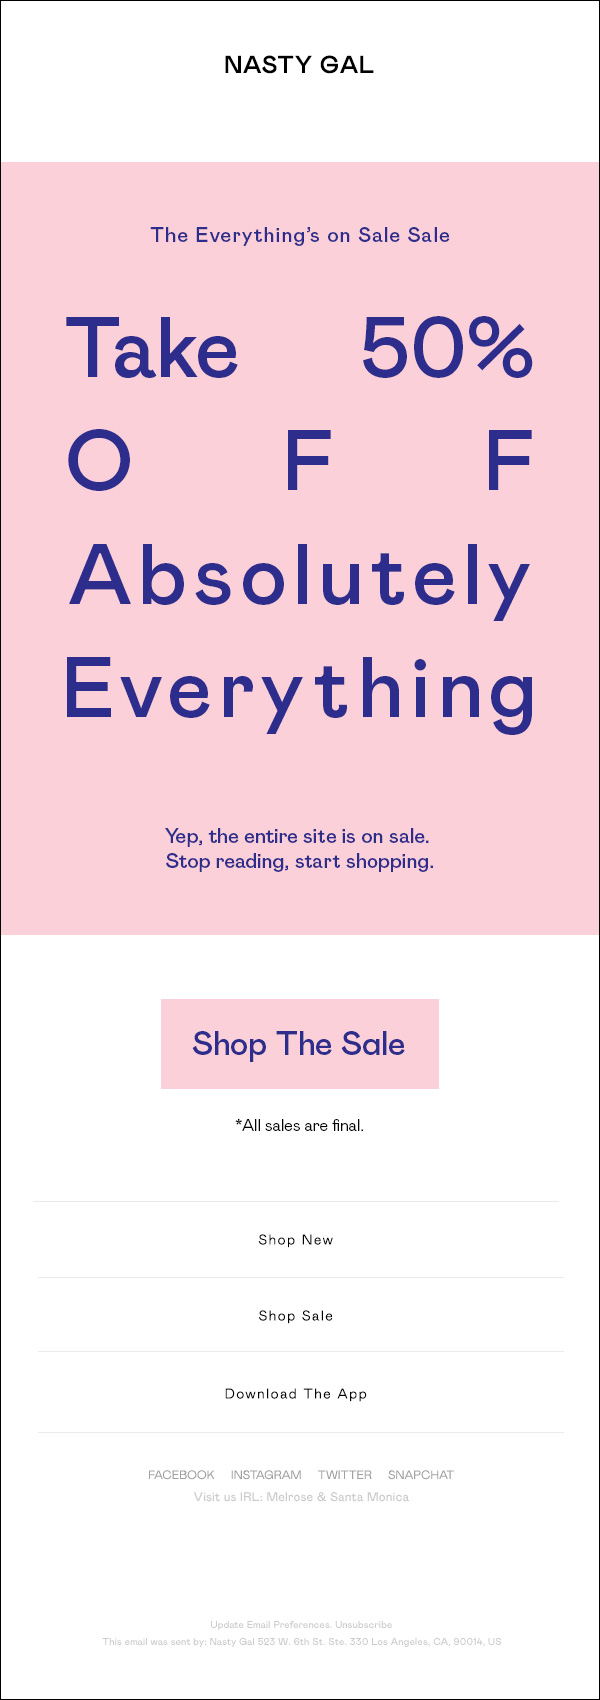 NASTY GAL
The Everything’s on Sale Sale
Take 50%
O F F
Absolutely
Everything
Yep, the entire site is on sale.
Stop reading, start shopping.
Shop The Sale
*All sales are final.
Shop New
Shop Sale
Download The App
FACEBOOK INSTAGRAM TWITTER SNAPCHAT
Visit us IRL: Melrose & Santa Monica
Update Email Preferences. Unsubscribe
This email was sent by: Nasty Gal 523 W. 6th St. Ste. 330 Los Angeles, CA, 90014, US